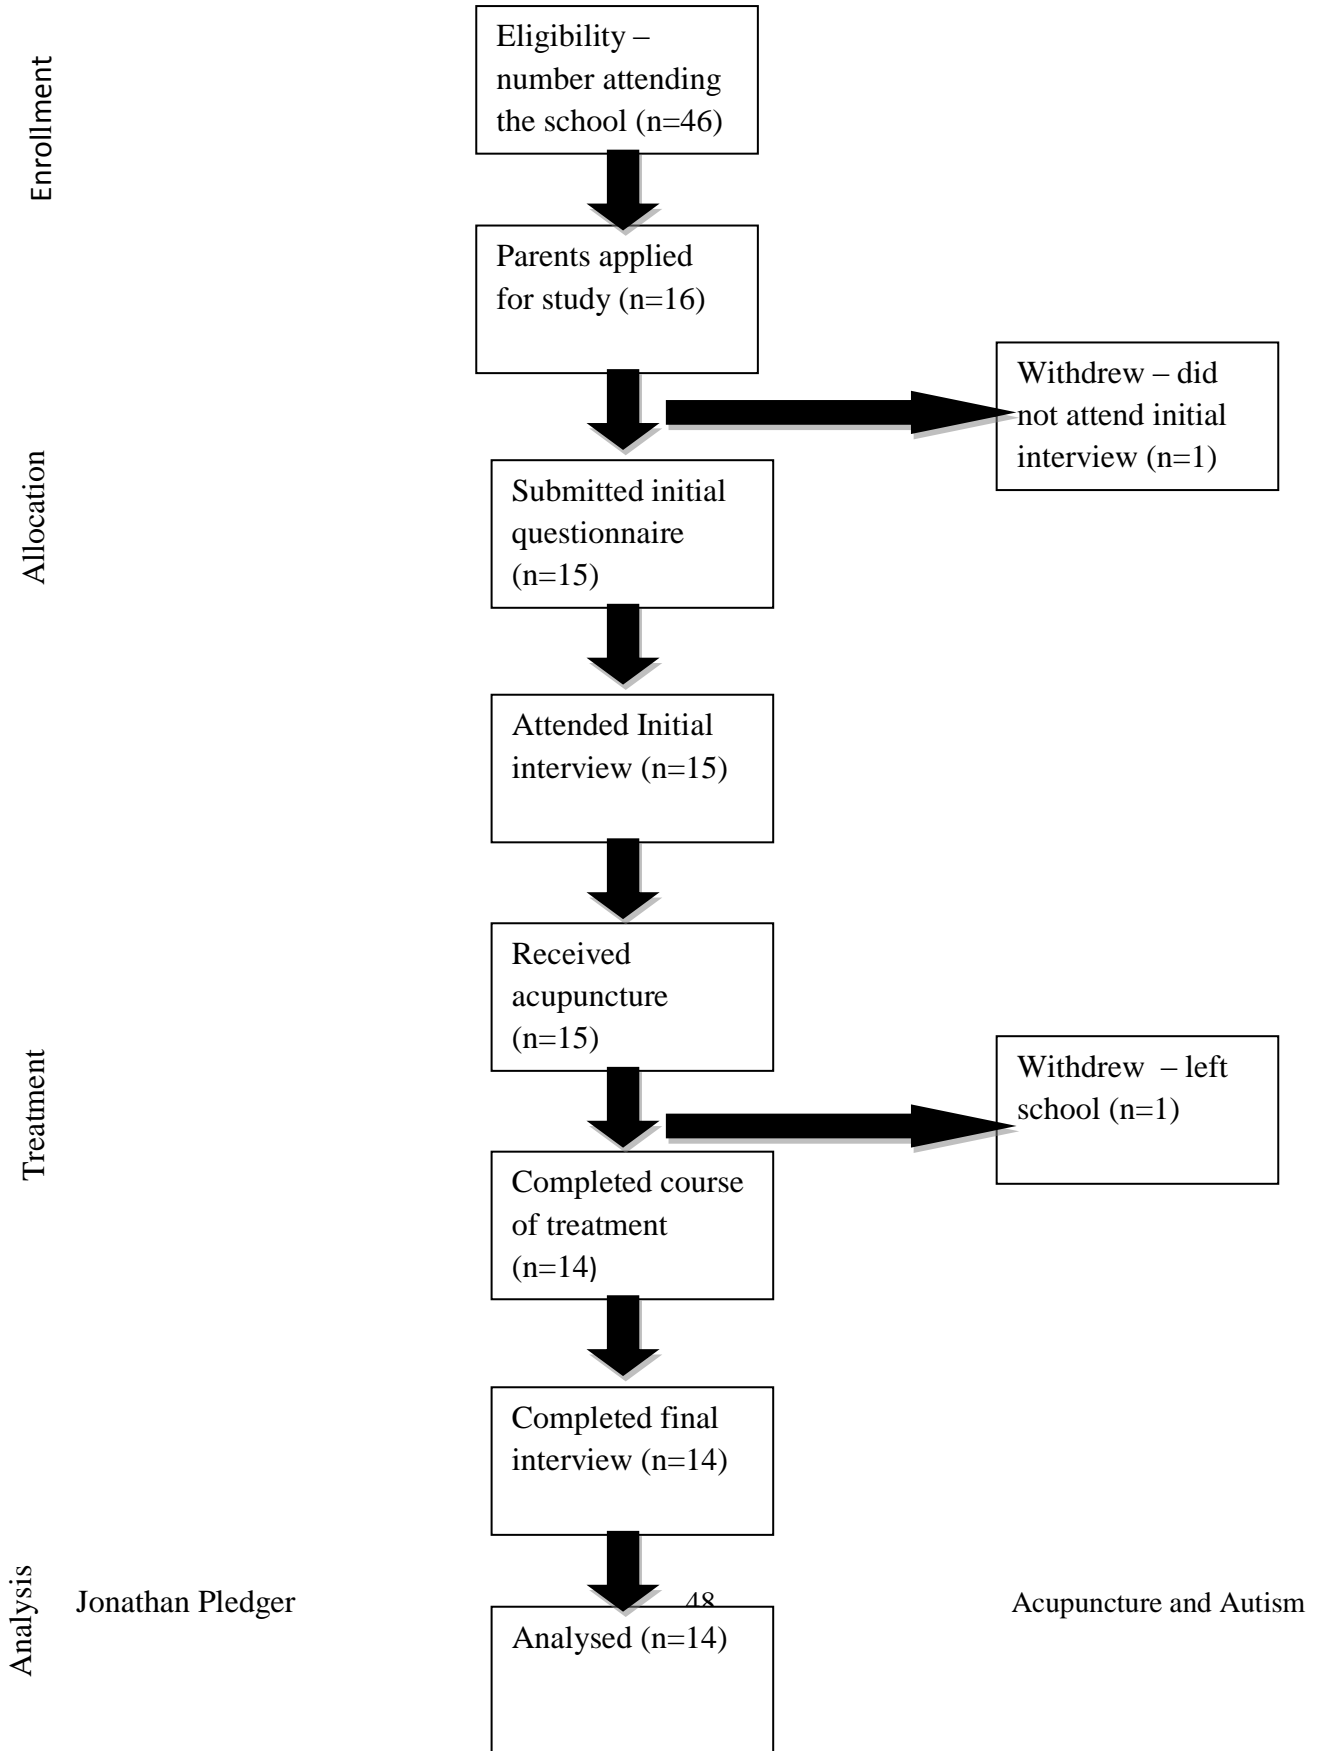 Enrollment
Eligibility –
number attending
the school (n=46)
Parents applied
for study (n=16)
Withdrew – did
not attend initial
interview (n=1)
Allocation
Submitted initial
questionnaire
(n=15)
Attended Initial
interview (n=15)
Received
acupuncture
(n=15)
Treatment
Withdrew – left
school (n=1)
Completed course
of treatment
(n=14)
Completed final
interview (n=14)
Analysis
Jonathan Pledger
48
Acupuncture and Autism
Analysed (n=14)